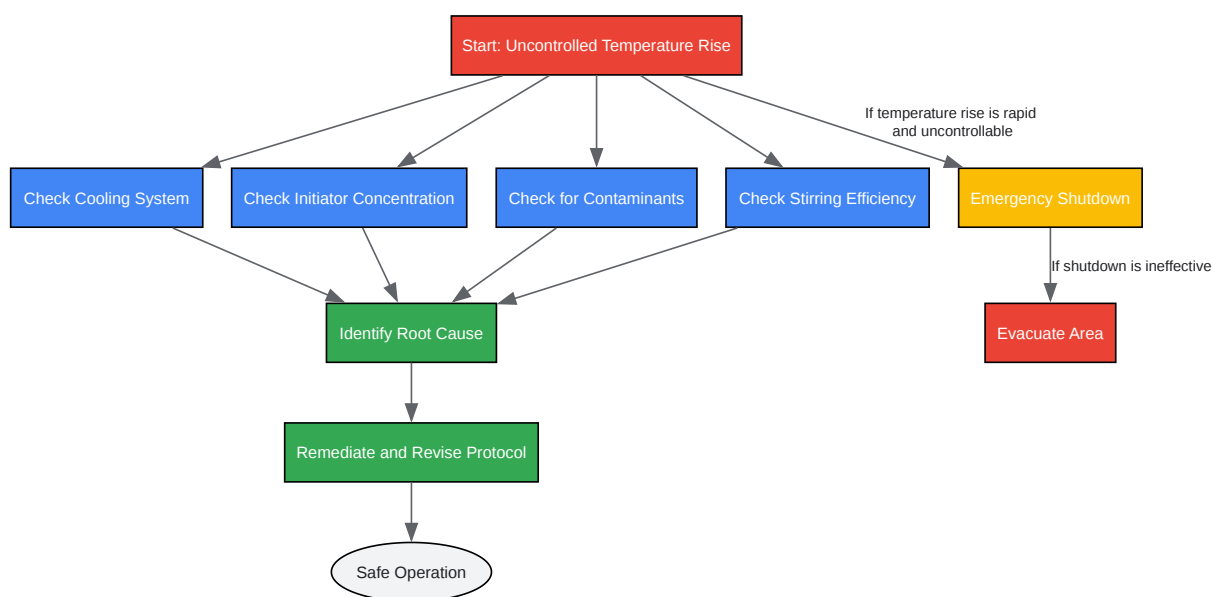 Start: Uncontrolled Temperature Rise
If temperature rise is rapid
and uncontrollable
Check Cooling System
Check Initiator Concentration
Check for Contaminants
Check Stirring Efficiency
Emergency Shutdown
If shutdown is ineffective
Identify Root Cause
Evacuate Area
Remediate and Revise Protocol
Safe Operation